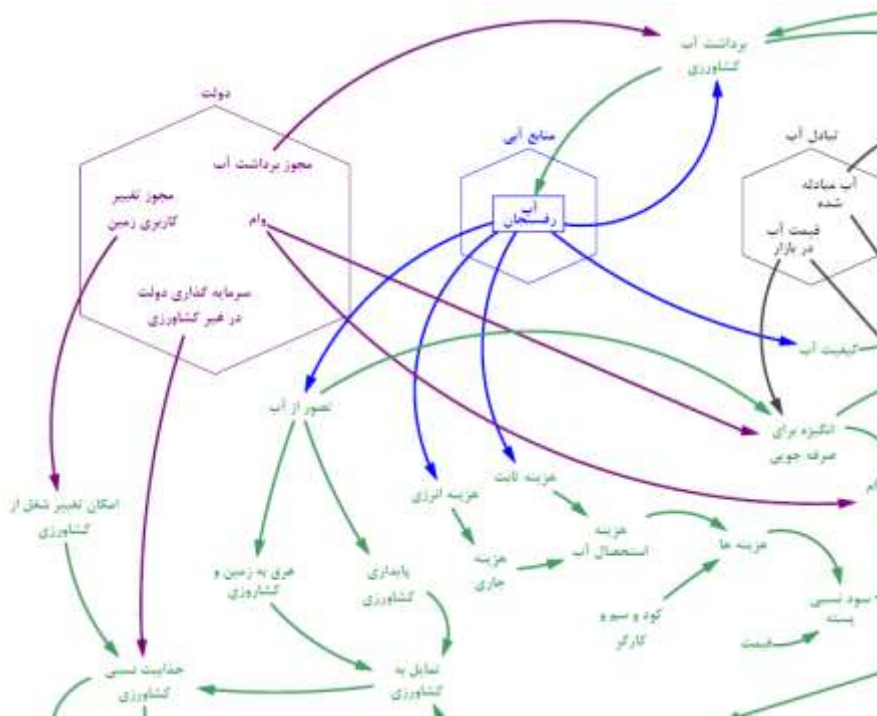 برداشت آب
کشاورزی
دولت
منابع آبی
تبادل آب
مجوز برداشت آب
مجوز تغییر
کاربری زمین
وام
آب
رفسنجان
آب مبادله
شده
قیمت آب
در بازار
سرمایه گذاری دولت
در غیر کشاورزی
کیفیت آب
تصور از آب
انگیزه برای
صرفه جویی
هزینه ثابت
هزینه انرژی
وام
امکان تغییر شغل از
کشاورزی
هزینه
استحصال آب
هزینه ها
هزینه
جاری
عرق به زمین و
کشاروزی
پایداری
کشاورزی
سود نسبی
پسته
کود و سم و
کارگر
قیمت
جذابیت نسبی
کشاورزی
تمایل به
کشاورزی